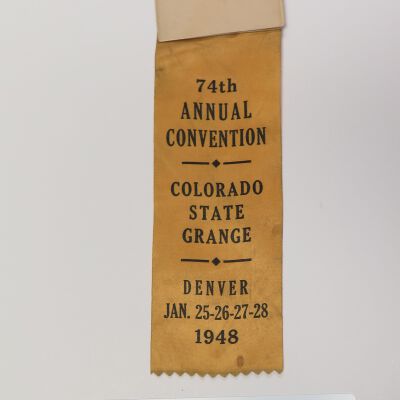 74th
ANNUAL
CONVENTION
COLORADO
STATE
GRANGE
DENVER
JAN. 25-26-27-28
1948